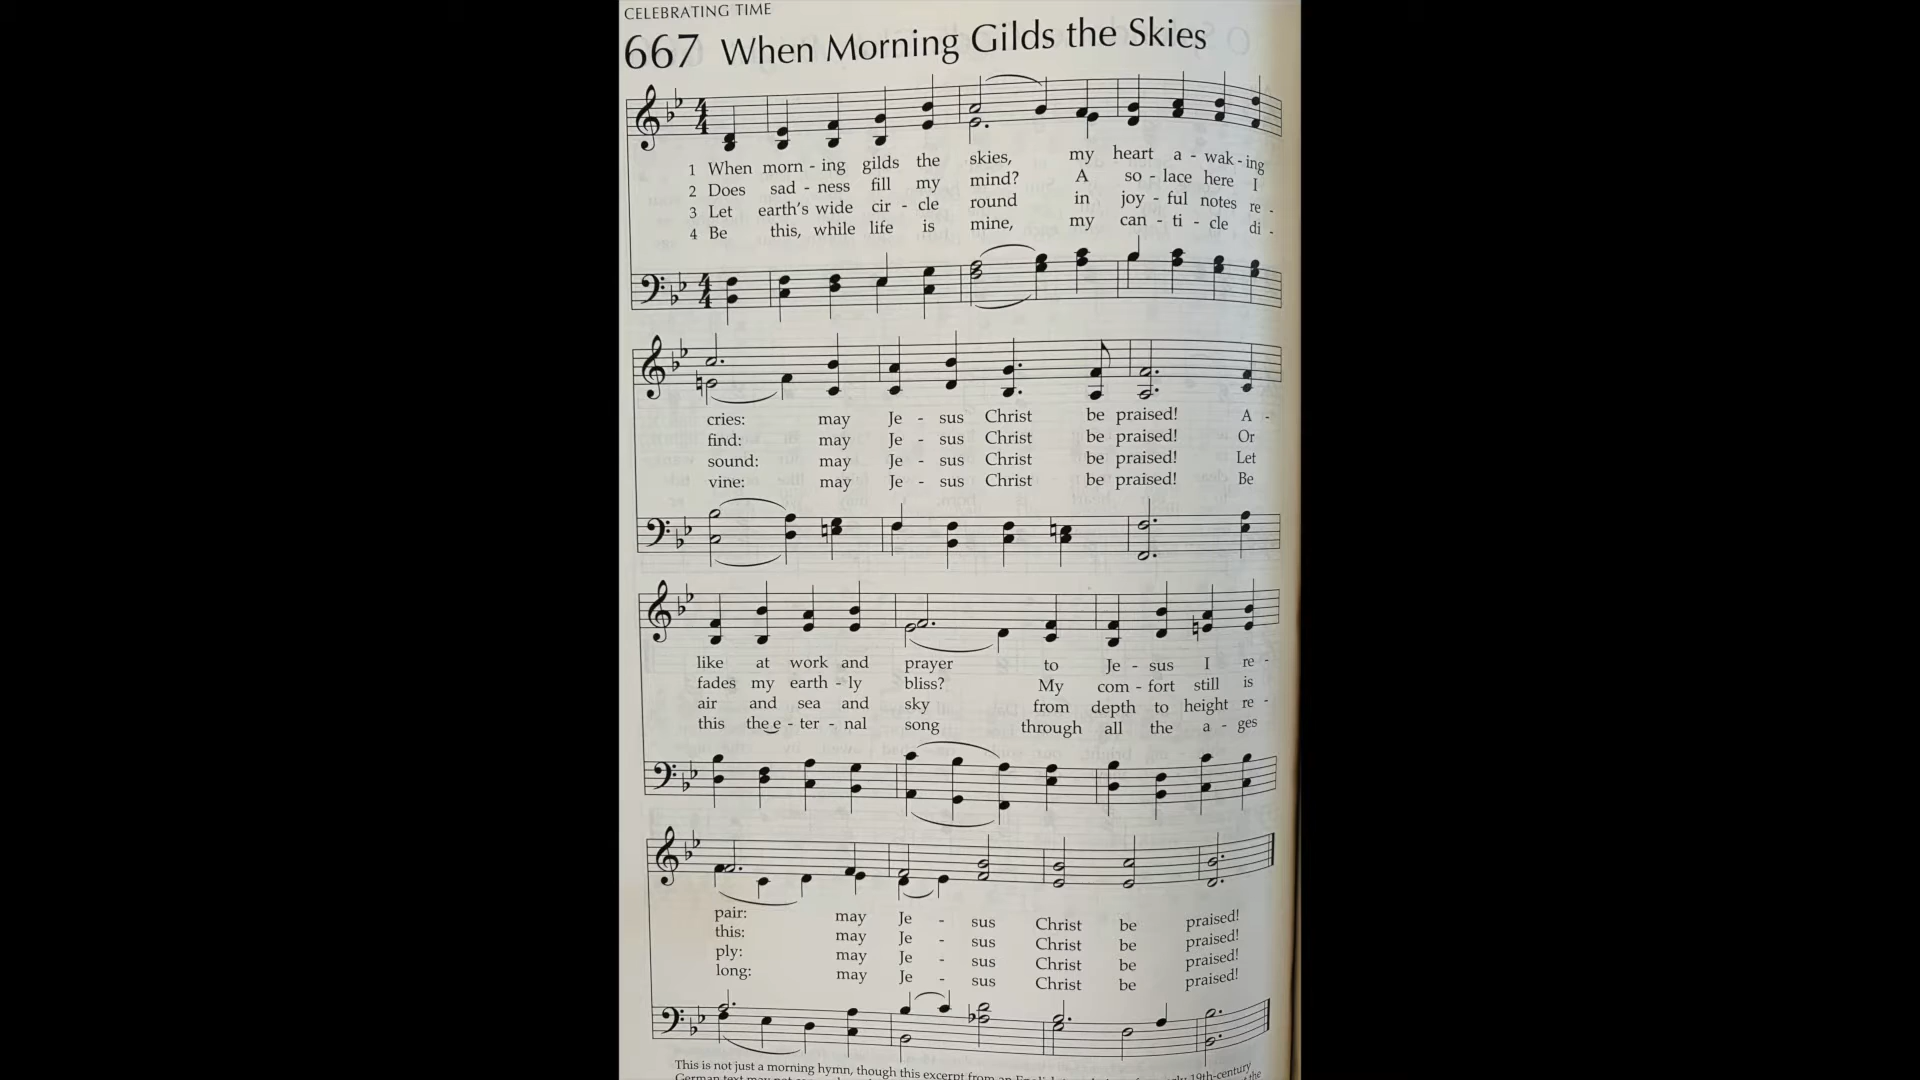 CELEBRATING TIME
667 When Morning Gilds the Skies
1 When morn - ing gilds the skies, my heart a - wak - ing
2 Does sad - ness fill my mind? A so - lace here I
3 Let earth's wide cir - cle round in joy - ful notes re -
4 Be this, while life is mine, my can - ti - cle di -
cries: may Je - sus Christ be praised! A -
find: may Je - sus Christ be praised! Or
sound: may Je - sus Christ be praised! Let
vine: may Je - sus Christ be praised! Be
like at work and prayer to Je - sus I re -
fades my earth - ly bliss? My com - fort still is
air and sea and sky from depth to height re -
this the e - ter - nal song through all the a - ges
pair: may Je - sus Christ be praised!
this: may Je - sus Christ be praised!
ply: may Je - sus Christ be praised!
long: may Je - sus Christ be praised!
This is not just a morning hymn, though this excerpt from an 19th-century
German text may not